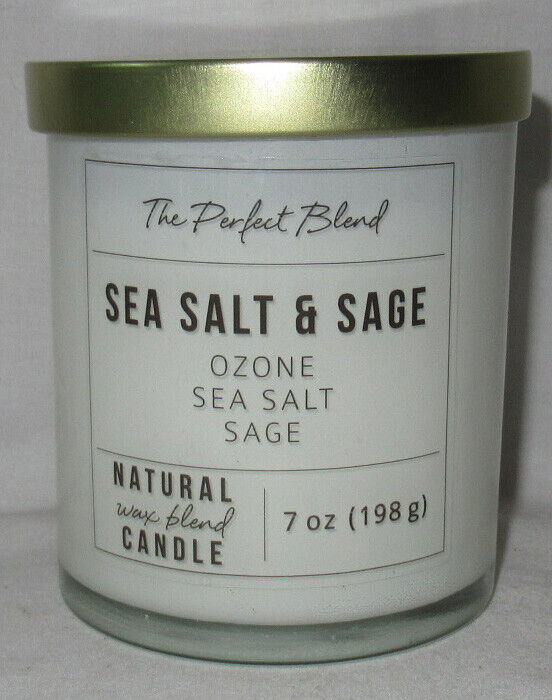 The Perfect Blend
SEA SALT & SAGE
OZONE
SEA SALT
SAGE
NATURAL
wax blend
CANDLE
7 oz (198 g)